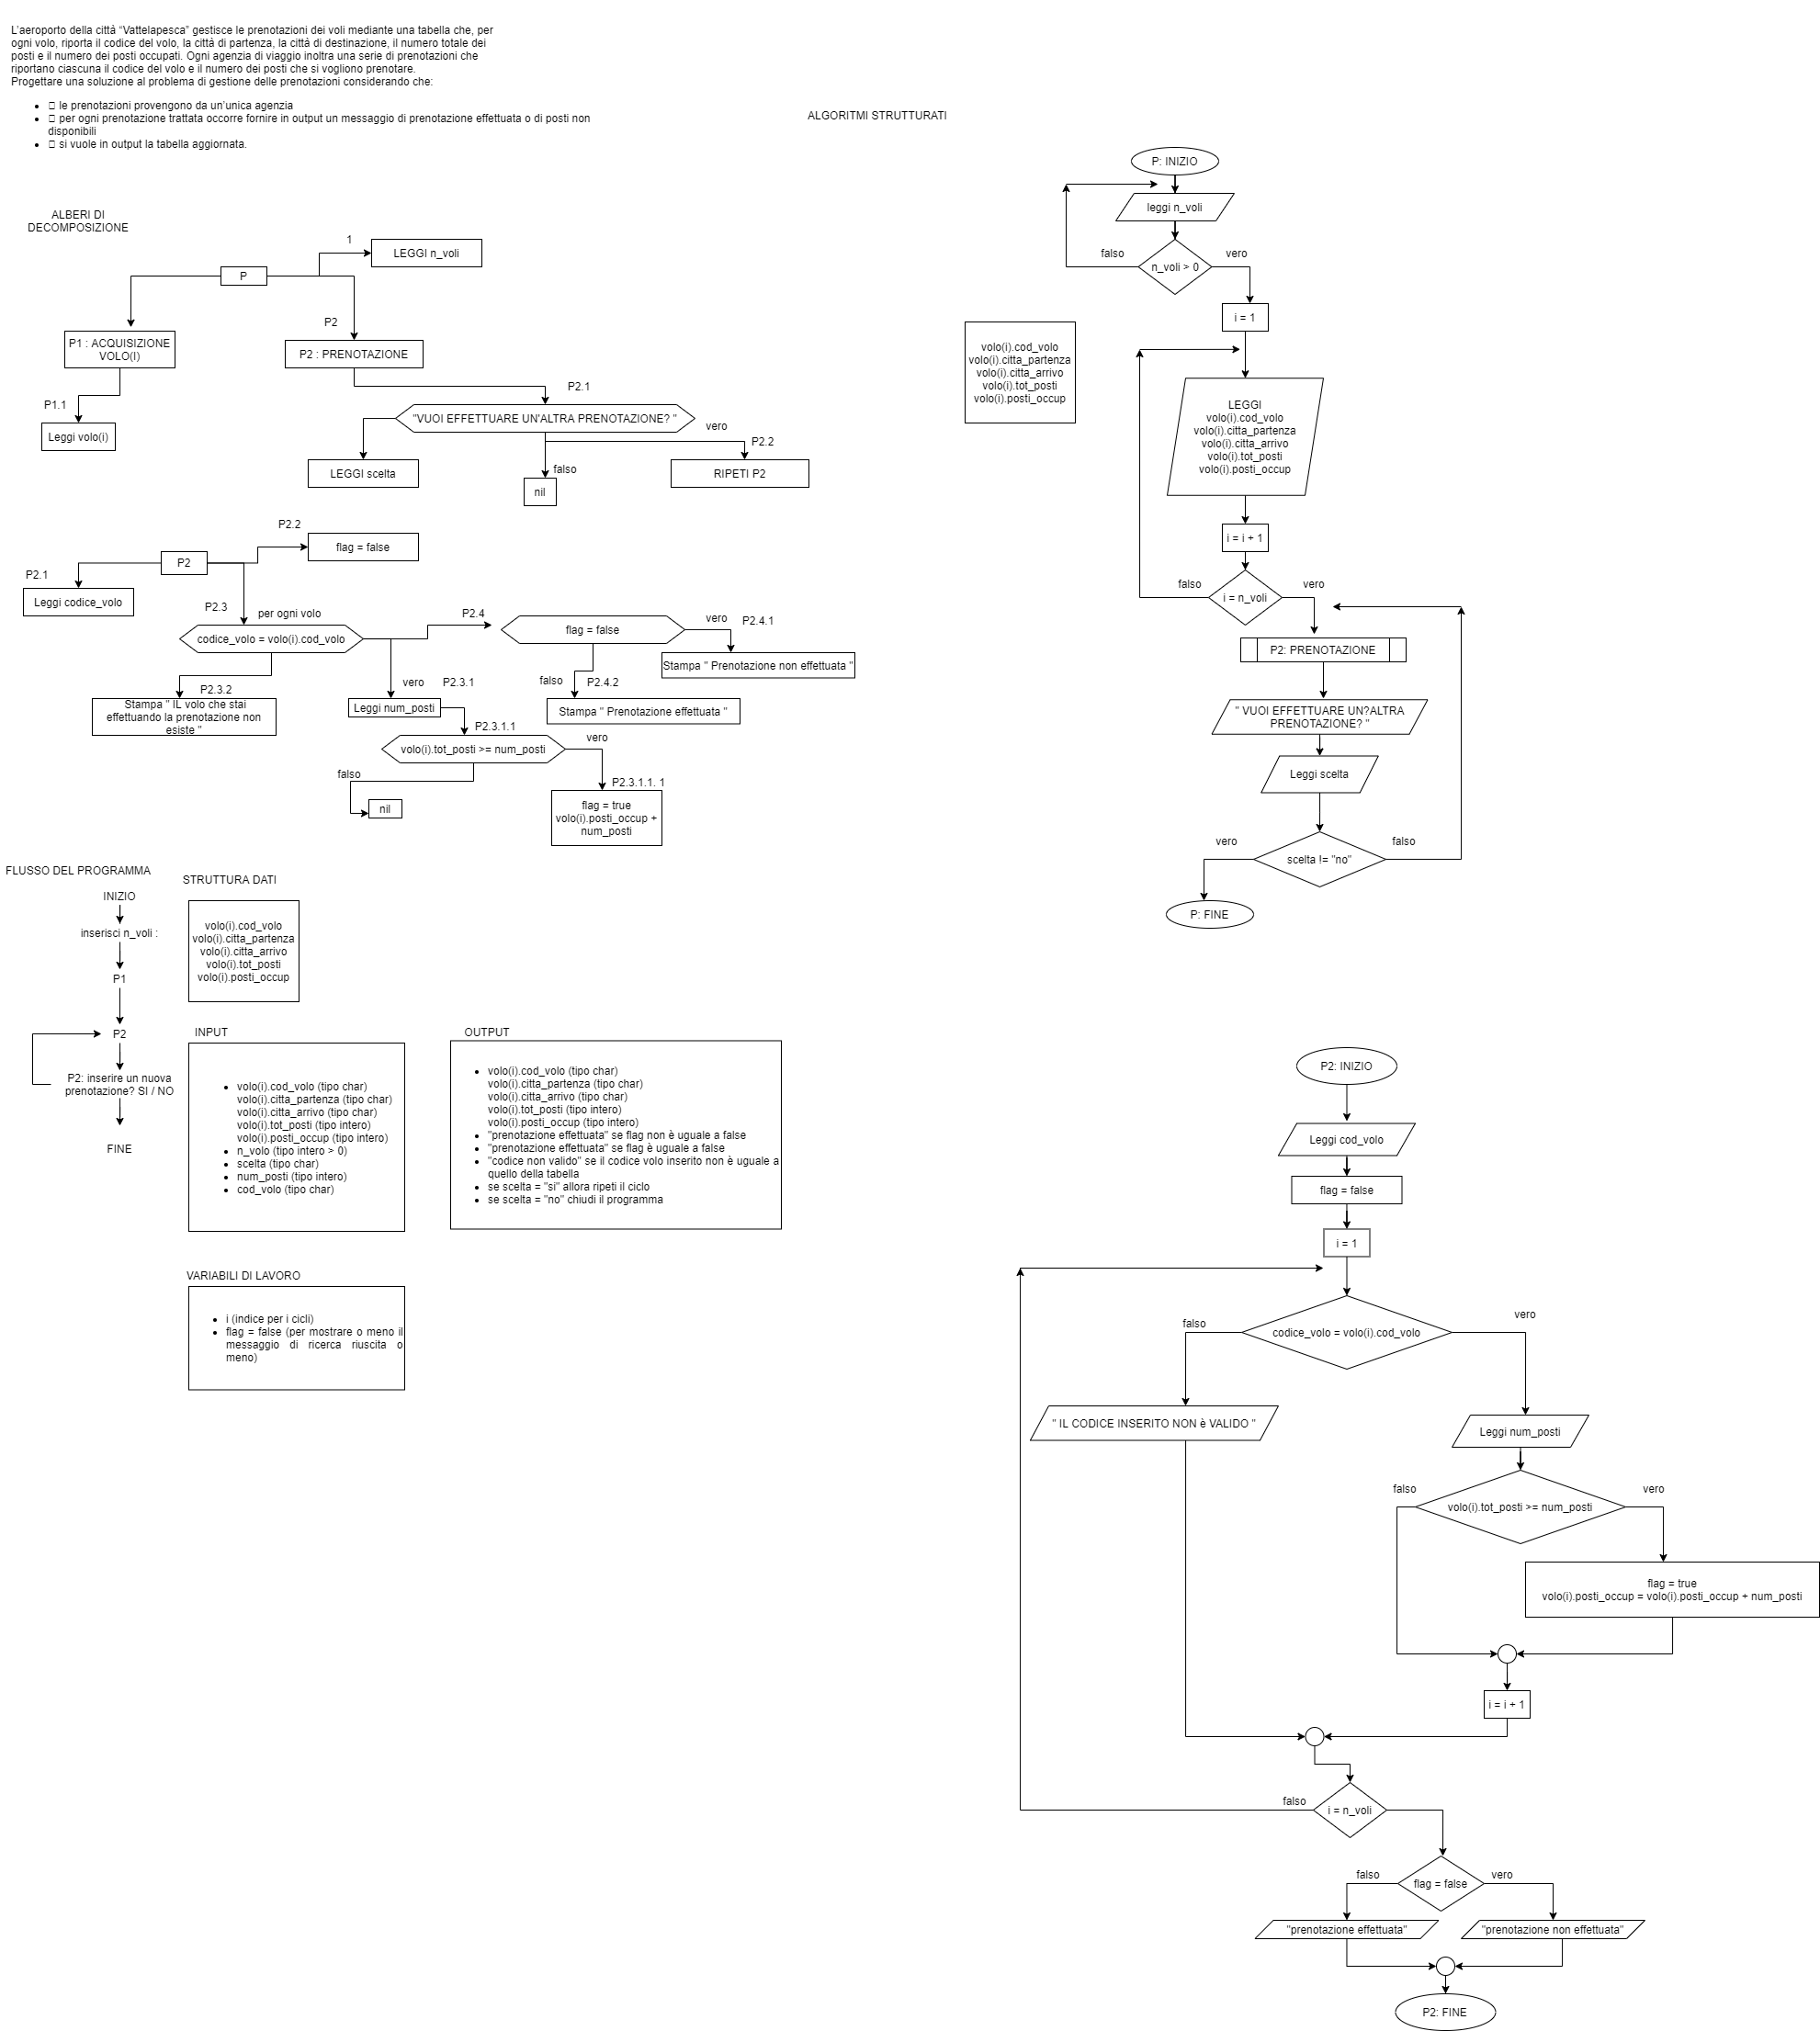 L'aeroporto della città “Vattelapesca” gestisce le prenotazioni dei voli mediante una tabella che, per
ogni volo, riporta il codice del volo, la città di partenza, la città di destinazione, il numero totale dei
posti e il numero dei posti occupati. Ogni agenzia di viaggio inoltra una serie di prenotazioni che
riportano ciascuna il codice del volo e il numero dei posti che si vogliono prenotare.
Progettare una soluzione al problema di gestione delle prenotazioni considerando che:
• le prenotazioni provengono da un'unica agenzia
• per ogni prenotazione trattata occorre fornire in output un messaggio di prenotazione effettuata o di posti non
disponibili
• si vuole in output la tabella aggiornata.
ALBERI DI
DECOMPOSIZIONE
1
LEGGI n_voli
P
P1 : ACQUISIZIONE
VOLO(I)
P2
P2 : PRENOTAZIONE
P1.1
Leggi volo(i)
P2.1
"VUOI EFFETTUARE UN'ALTRA PRENOTAZIONE? "
vero
P2.2
LEGGI scelta
falso
nil
RIPETI P2
P2.2
flag = false
P2
P2.1
Leggi codice_volo
P2.3
per ogni volo
codice_volo = volo(i).cod_volo
P2.4
flag = false
vero
P2.4.1
Stampa " Prenotazione non effettuata "
falso
P2.4.2
Stampa " Prenotazione effettuata "
P2.3.2
Stampa " IL volo che stai
effettuando la prenotazione non
esiste "
vero
P2.3.1
Leggi num_posti
P2.3.1.1
volo(i).tot_posti >= num_posti
vero
falso
nil
P2.3.1.1. 1
flag = true
volo(i).posti_occup +
num_posti
FLUSSO DEL PROGRAMMA
INIZIO
inserisci n_voli :
P1
P2
P2: inserire un nuova
prenotazione? SI / NO
FINE
STRUTTURA DATI
volo(i).cod_volo
volo(i).citta_partenza
volo(i).citta_arrivo
volo(i).tot_posti
volo(i).posti_occup
INPUT
• volo(i).cod_volo (tipo char)
volo(i).citta_partenza (tipo char)
volo(i).citta_arrivo (tipo char)
volo(i).tot_posti (tipo intero)
volo(i).posti_occup (tipo intero)
• n_volo (tipo intero > 0)
• scelta (tipo char)
• num_posti (tipo intero)
• cod_volo (tipo char)
OUTPUT
• volo(i).cod_volo (tipo char)
volo(i).citta_partenza (tipo char)
volo(i).citta_arrivo (tipo char)
volo(i).tot_posti (tipo intero)
volo(i).posti_occup (tipo intero)
• "prenotazione effettuata" se flag non è uguale a false
• "prenotazione effettuata" se flag è uguale a false
• "codice non valido" se il codice volo inserito non è uguale a
quello della tabella
• se scelta = "si" allora ripeti il ciclo
• se scelta = "no" chiudi il programma
VARIABILI DI LAVORO
• i (indice per i cicli)
• flag = false (per mostrare o meno il
messaggio di ricerca riuscita o
meno)
ALGORITMI STRUTTURATI
P: INIZIO
leggi n_voli
falso
n_voli > 0
vero
i = 1
volo(i).cod_volo
volo(i).citta_partenza
volo(i).citta_arrivo
volo(i).tot_posti
volo(i).posti_occup
LEGGI
volo(i).cod_volo
volo(i).citta_partenza
volo(i).citta_arrivo
volo(i).tot_posti
volo(i).posti_occup
i = i + 1
falso
i = n_voli
vero
P2: PRENOTAZIONE
" VUOI EFFETTUARE UN?ALTRA
PRENOTAZIONE? "
Leggi scelta
vero
scelta != "no"
falso
P: FINE
P2: INIZIO
Leggi cod_volo
flag = false
i = 1
falso
codice_volo = volo(i).cod_volo
vero
" IL CODICE INSERITO NON è VALIDO "
Leggi num_posti
falso
volo(i).tot_posti >= num_posti
vero
flag = true
volo(i).posti_occup = volo(i).posti_occup + num_posti
i = i + 1
falso
i = n_voli
falso
flag = false
vero
"prenotazione effettuata"
"prenotazione non effettuata"
P2: FINE